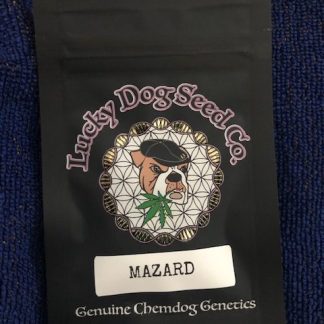 Lucky Dog Seed Co.
MAZARD
Genuine Chemdog Genetics